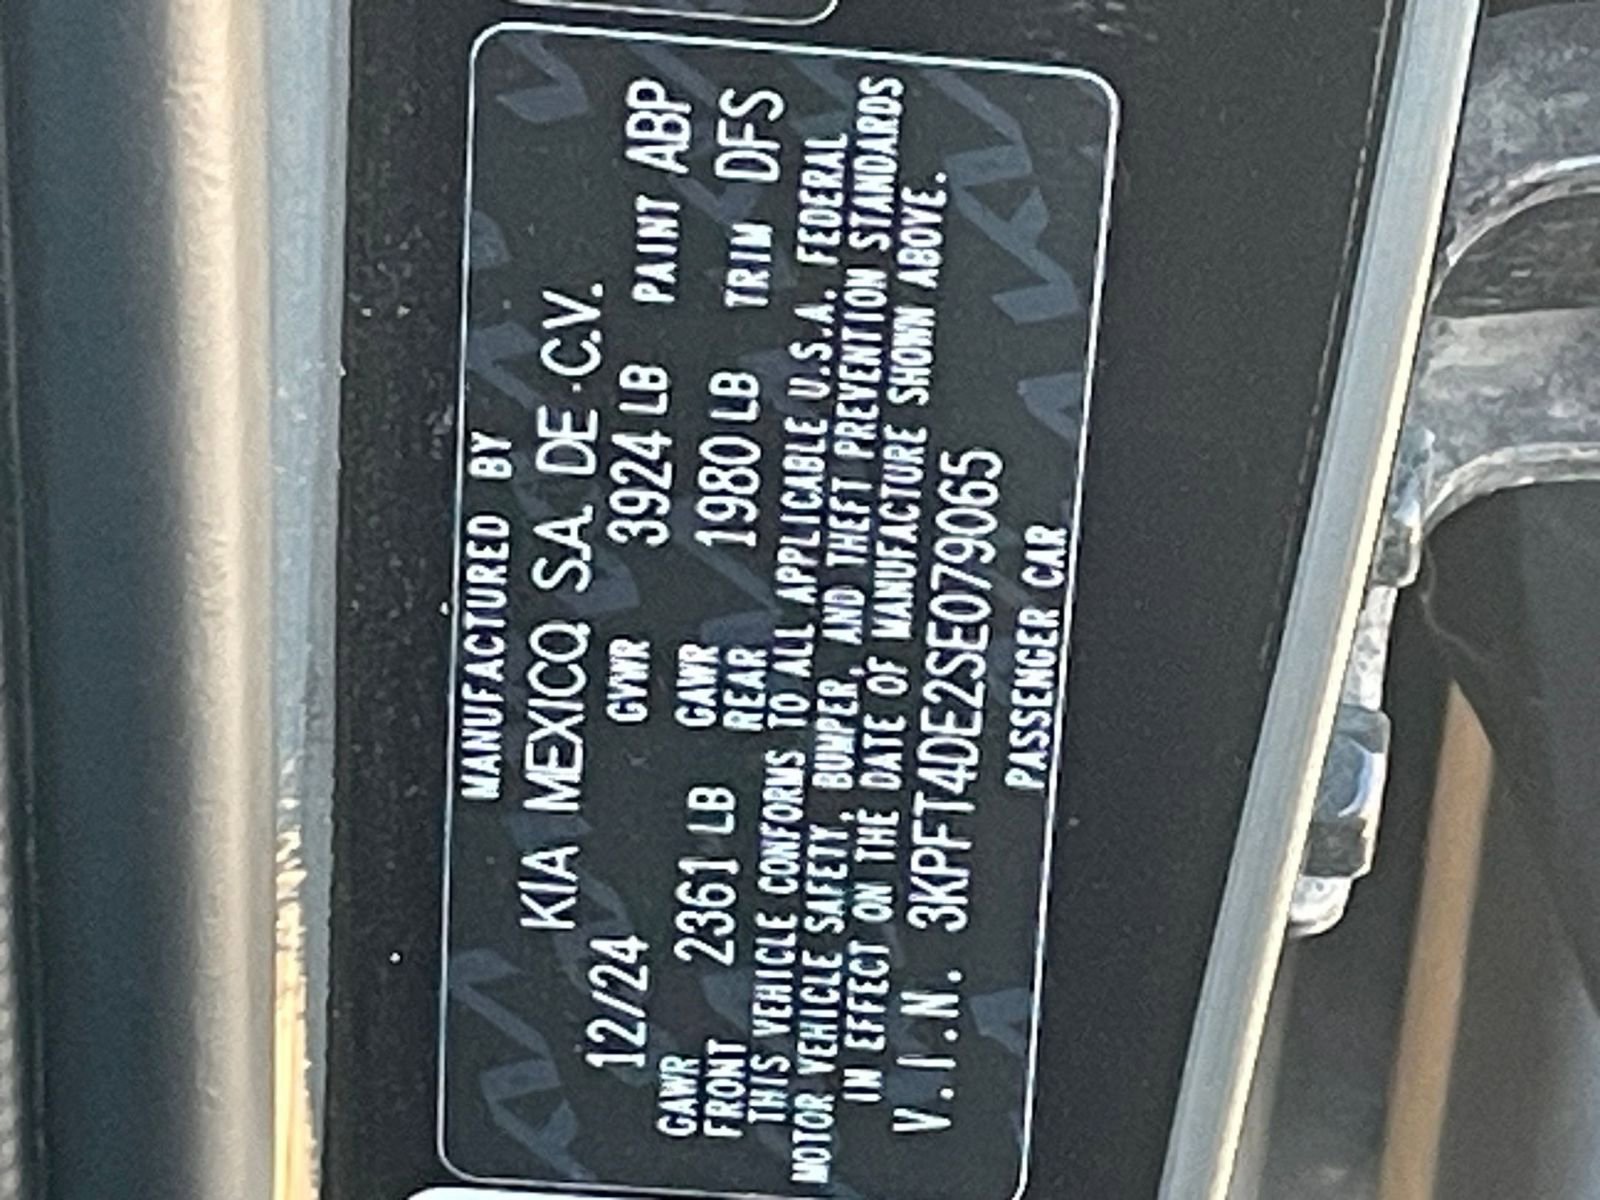 MANUFACTURED BY
KIA MEXICO, S.A. DE C.V.
12/24 GVWR 3924 LB PAINT ABP
GAWR FRONT 2361 LB GAWR REAR 1980 LB TRIM DFS
THIS VEHICLE CONFORMS TO ALL APPLICABLE U.S.A. FEDERAL
MOTOR VEHICLE SAFETY, BUMPER, AND THEFT PREVENTION STANDARDS
IN EFFECT ON THE DATE OF MANUFACTURE SHOWN ABOVE.
V.I.N. 3KPFT4DE2SE079065
PASSENGER CAR